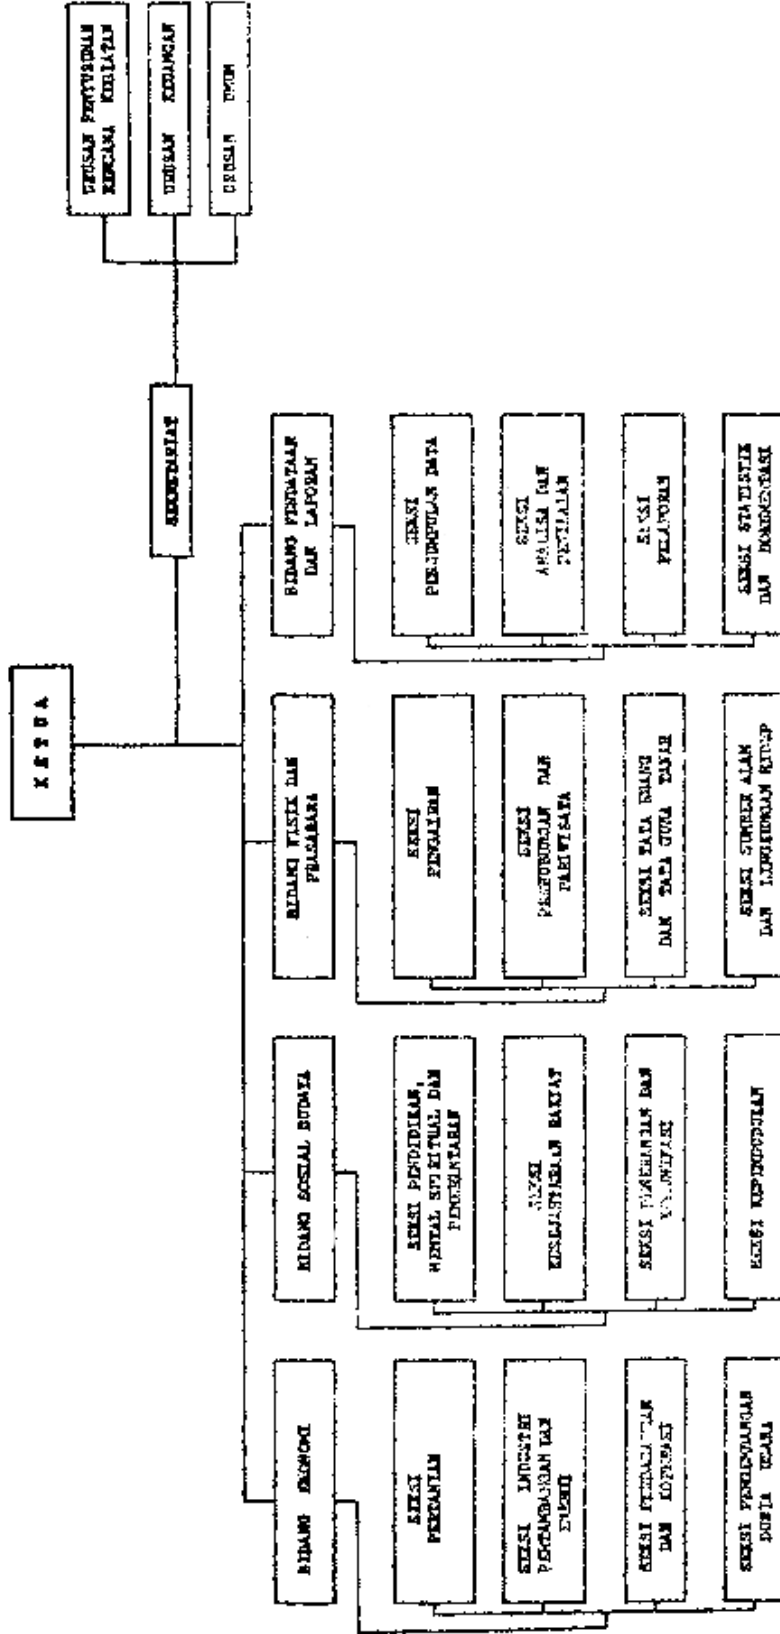 KETUA
SEKRETARIAT
URUSAN PENYUSUNAN
RENCANA KEGIATAN
URUSAN KEUANGAN
URUSAN UMUM
BIDANG EKONOMI
BIDANG SOSIAL BUDAYA
BIDANG FISIK DAN
PRASARANA
BIDANG PENDATAAN
DAN LAPORAN
SEKSI
PERTANIAN
SEKSI INDUSTRI
PERTAMBANGAN DAN
ENERGI
SEKSI
DAN KOPERASI
SEKSI PENGEMBANGAN
DUNIA USAHA
SEKSI PENDIDIKAN,
MENTAL SPIRITUAL DAN
PEMERINTAHAN
SEKSI
KESEJAHTERAAN RAKYAT
SEKSI PENERANGAN DAN
SEKSI KEPENDUDUKAN
SEKSI
PENGAIRAN
SEKSI
PERHUBUNGAN DAN
PARIWISATA
SEKSI TATA RUANG
DAN TATA GUNA TANAH
SEKSI SUMBER ALAM
DAN LINGKUNGAN HIDUP
SEKSI
PENGUMPULAN DATA
SEKSI
ANALISA DAN
PENILAIAN
SEKSI
PELAPORAN
SEKSI STATISTIK
DAN DOKUMENTASI